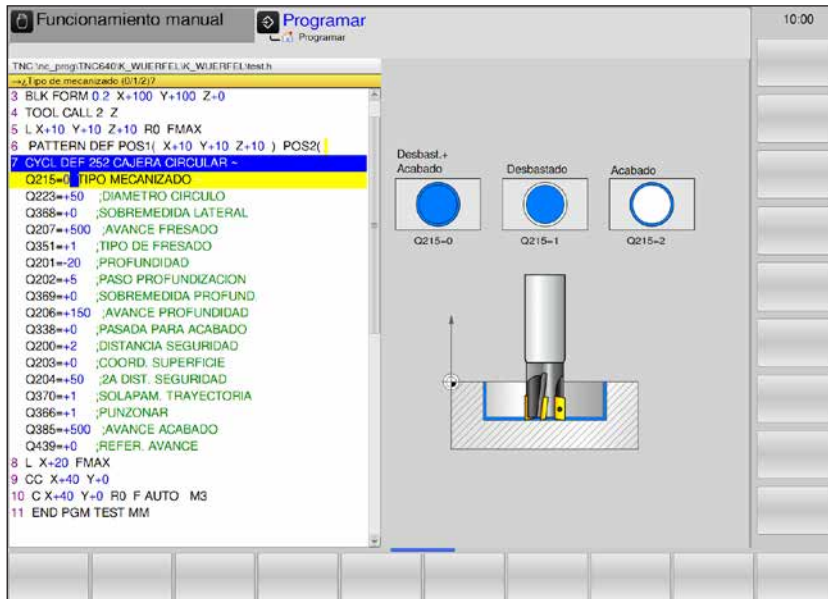 Funcionamiento manual
Programar
Programar
10:00
TNC:\nc_prog\TNC640\K_WUERFEL\K_WUERFEL\test.h
→¿Tipo de mecanizado (0/1/2)?
3 BLK FORM 0.2 X+100 Y+100 Z+0
4 TOOL CALL 2 Z
5 L X+10 Y+10 Z+10 R0 FMAX
6 PATTERN DEF POS1( X+10 Y+10 Z+10 ) POS2(
7 CYCL DEF 252 CAJERA CIRCULAR ~
Q215=0 TIPO MECANIZADO
Q223=+50 ;DIAMETRO CIRCULO
Q368=+0 ;SOBREMEDIDA LATERAL
Q207=+500 ;AVANCE FRESADO
Q351=+1 ;TIPO DE FRESADO
Q201=-20 ;PROFUNDIDAD
Q202=+5 ;PASO PROFUNDIZACION
Q369=+0 ;SOBREMEDIDA PROFUND.
Q206=+150 ;AVANCE PROFUNDIDAD
Q338=+0 ;PASADA PARA ACABADO
Q200=+2 ;DISTANCIA SEGURIDAD
Q203=+0 ;COORD. SUPERFICIE
Q204=+50 ;2A DIST. SEGURIDAD
Q370=+1 ;SOLAPAM. TRAYECTORIA
Q366=+1 ;PUNZONAR
Q385=+500 ;AVANCE ACABADO
Q439=+0 ;REFER. AVANCE
8 L X+20 FMAX
9 CC X+40 Y+0
10 C X+40 Y+0 R0 F AUTO M3
11 END PGM TEST MM
Desbast.+
Acabado
Desbastado
Acabado
Q215=0
Q215=1
Q215=2